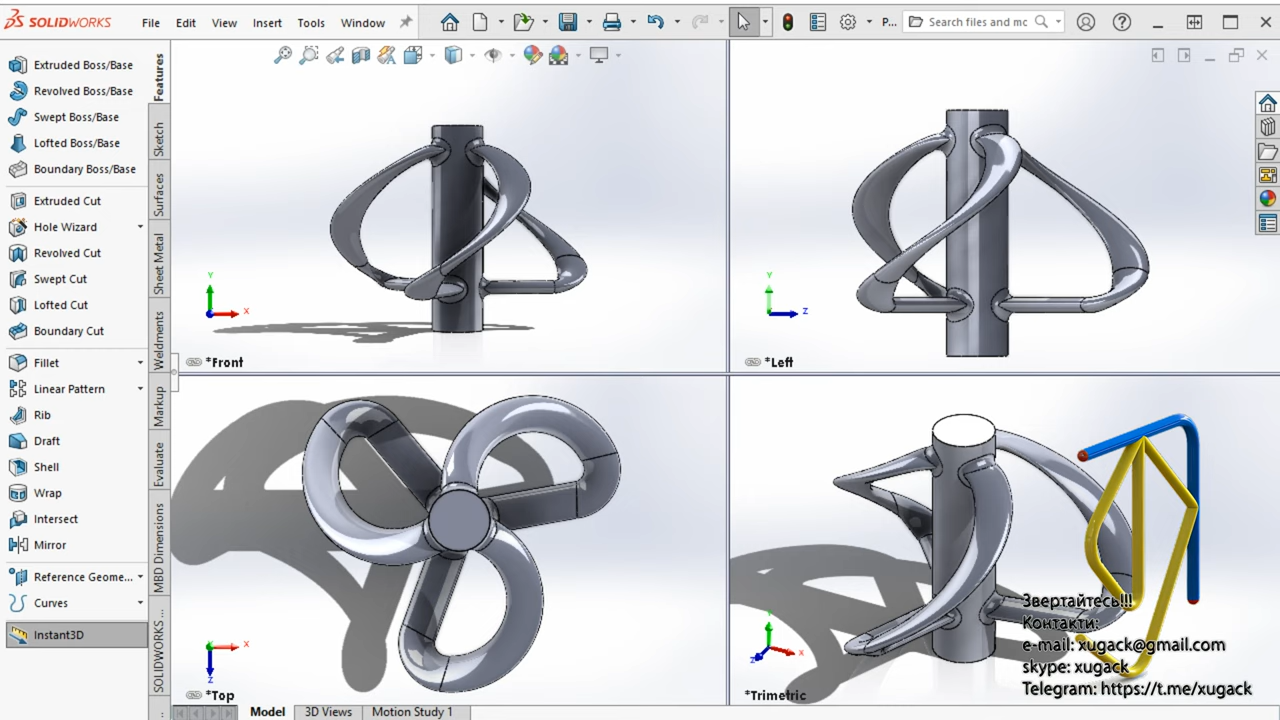 SOLIDWORKS File Edit View Insert Tools Window P... Search files and mc
Extruded Boss/Base
Revolved Boss/Base
Swept Boss/Base
Lofted Boss/Base
Boundary Boss/Base
Extruded Cut
Hole Wizard
Revolved Cut
Swept Cut
Lofted Cut
Boundary Cut
Fillet
Linear Pattern
Rib
Draft
Shell
Wrap
Intersect
Mirror
Reference Geome...
Curves
Instant3D
Features
Sketch
Surfaces
Sheet Metal
Weldments
Markup
Evaluate
MBD Dimensions
SOLIDWORKS ...
Y
X
*Front
Y
Z
*Left
X
Z
*Top
Y
Z
X
*Trimetric
Звертайтесь!!!
Контакти:
e-mail: xugack@gmail.com
skype: xugack
Telegram: https://t.me/xugack
Model 3D Views Motion Study 1